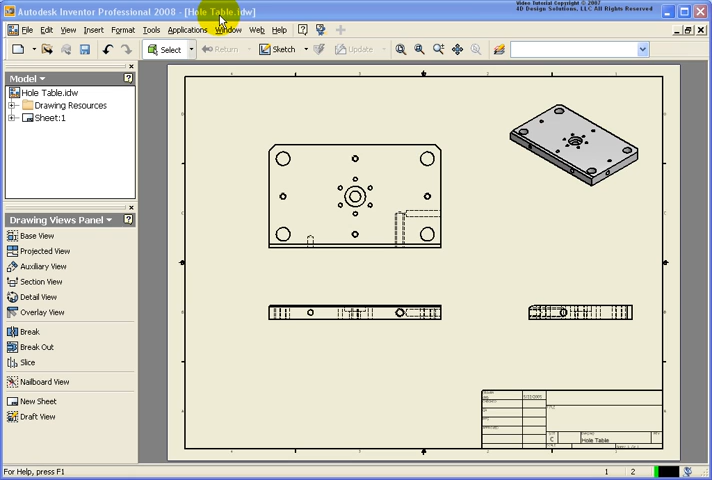 Video Tutorial Copyright © 2007
4D Design Solutions, LLC All Rights Reserved
Autodesk Inventor Professional 2008 - [Hole Table.idw]
File Edit View Insert Format Tools Applications Window Web Help
Select Return Sketch Update
Model
Hole Table.idw
Drawing Resources
Sheet:1
Drawing Views Panel
Base View
Projected View
Auxiliary View
Section View
Detail View
Overlay View
Break
Break Out
Slice
Nailboard View
New Sheet
Draft View
C
Hole Table
For Help, press F1
1 2